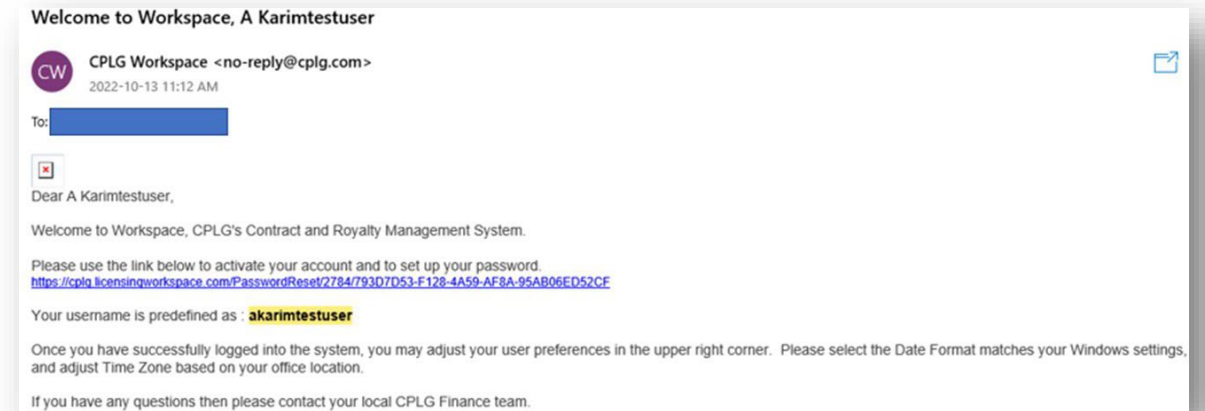 Welcome to Workspace, A Karimtestuser
CW
CPLG Workspace <no-reply@cplg.com>
2022-10-13 11:12 AM
To:
Dear A Karimtestuser,
Welcome to Workspace, CPLG's Contract and Royalty Management System.
Please use the link below to activate your account and to set up your password.
https://cplg.licensingworkspace.com/PasswordReset/2784/793D7D53-F128-4A59-AF8A-95AB06ED52CF
Your username is predefined as : akarimtestuser
Once you have successfully logged into the system, you may adjust your user preferences in the upper right corner.  Please select the Date Format matches your Windows settings,
and adjust Time Zone based on your office location.
If you have any questions then please contact your local CPLG Finance team.